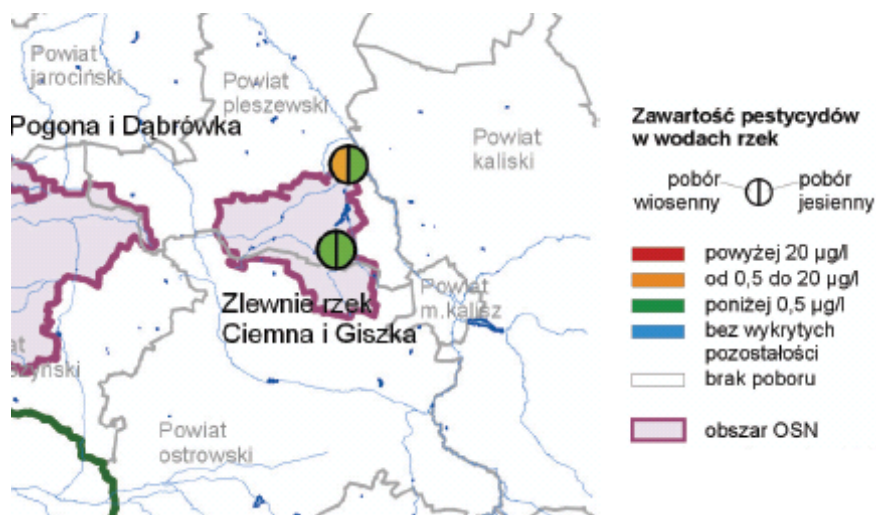 Powiat
jarociński
Powiat
pleszewski
Pogona i Dąbrówka
Powiat
kaliski
Zlewnie rzek
Ciemna i Giszka
Powiat
m.kalisz
Powiat
ostrowski
Zawartość pestycydów
w wodach rzek
pobór
wiosenny
pobór
jesienny
powyżej 20 µg/l
od 0,5 do 20 µg/l
poniżej 0,5 µg/l
bez wykrytych
pozostałości
brak poboru
obszar OSN